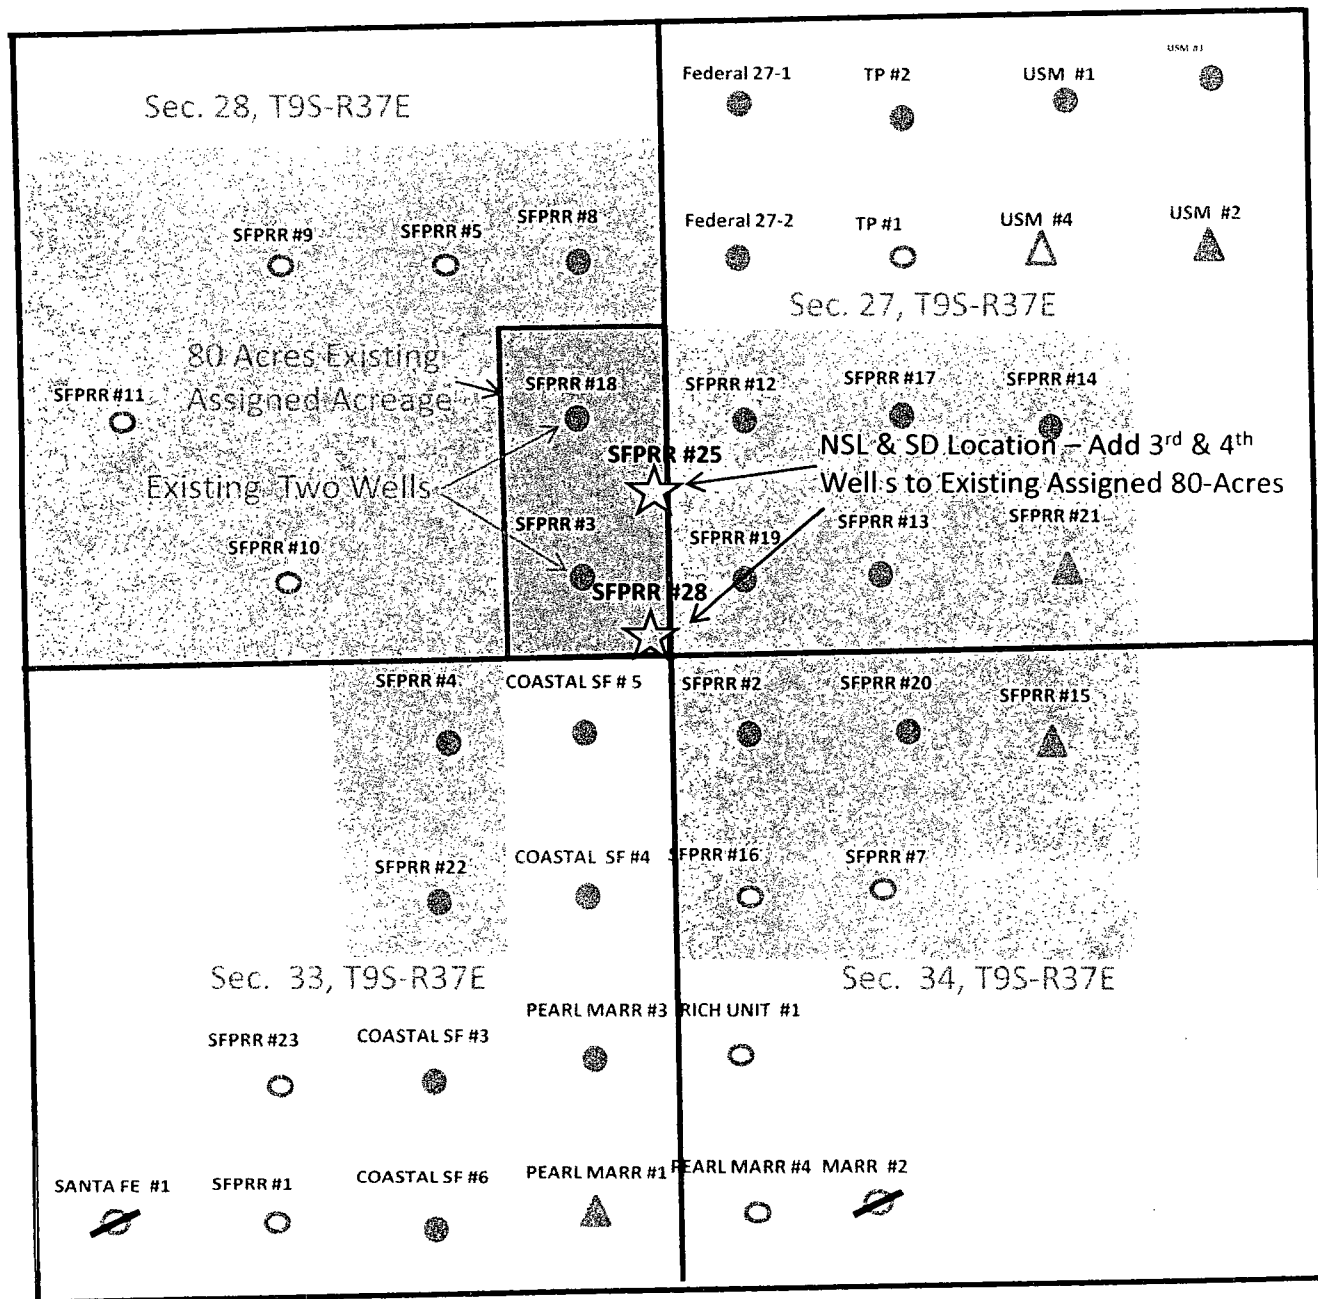 USM #3
Federal 27-1
TP #2
USM #1
Sec. 28, T9S-R37E
SFPRR #9
SFPRR #5
SFPRR #8
Federal 27-2
TP #1
USM #4
USM #2
Sec. 27, T9S-R37E
80 Acres Existing
Assigned Acreage
SFPRR #11
SFPRR #18
SFPRR #12
SFPRR #17
SFPRR #14
SFPRR #25
NSL & SD Location – Add 3rd & 4th
Well s to Existing Assigned 80-Acres
Existing Two Wells
SFPRR #3
SFPRR #10
SFPRR #19
SFPRR #13
SFPRR #21
SFPRR #28
SFPRR #4
COASTAL SF # 5
SFPRR #2
SFPRR #20
SFPRR #15
SFPRR #22
COASTAL SF #4
SFPRR #16
SFPRR #7
Sec. 33, T9S-R37E
Sec. 34, T9S-R37E
SFPRR #23
COASTAL SF #3
PEARL MARR #3
RICH UNIT #1
SANTA FE #1
SFPRR #1
COASTAL SF #6
PEARL MARR #1
PEARL MARR #4
MARR #2